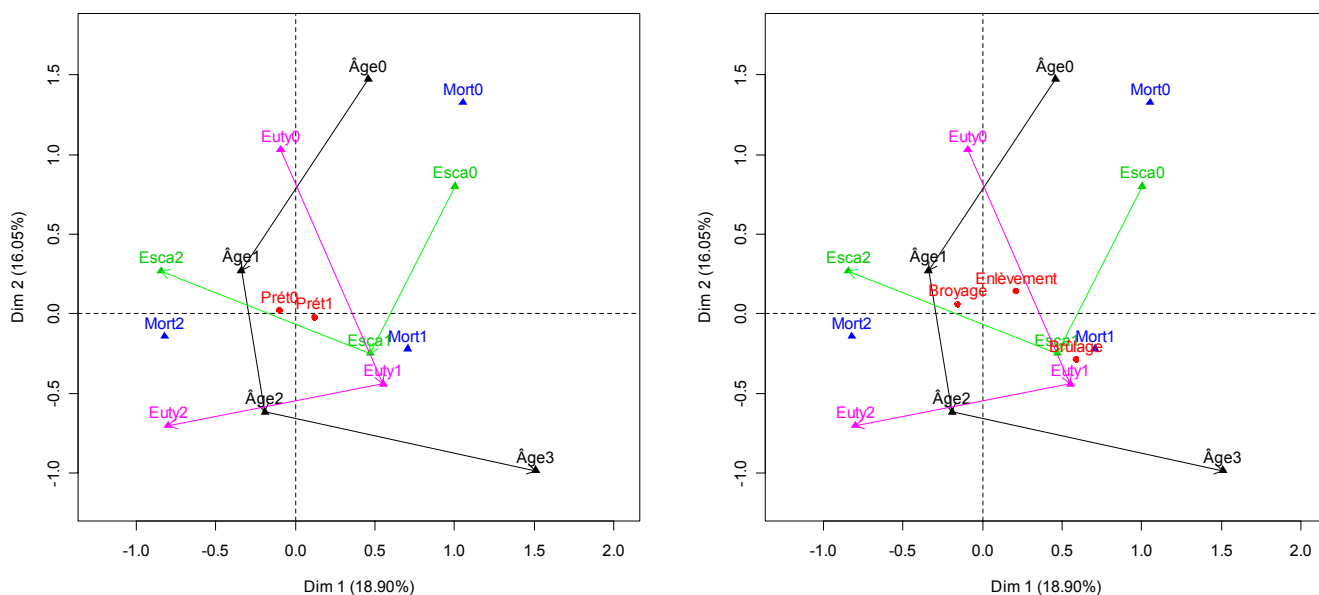 Âge0
Mort0
Euty0
Esca0
Esca2
Âge1
Prét0
Prét1
Mort2
Esca1
Mort1
Euty1
Euty2
Âge2
Âge3
1.5
1.0
0.5
0.0
-0.5
-1.0
Dim 2 (16.05%)
-1.0 -0.5 0.0 0.5 1.0 1.5 2.0
Dim 1 (18.90%)
Âge0
Mort0
Euty0
Esca0
Esca2
Âge1
Enlèvement
Broyage
Mort2
Esca1
Mort1
Brûlage
Euty1
Euty2
Âge2
Âge3
1.5
1.0
0.5
0.0
-0.5
-1.0
Dim 2 (16.05%)
-1.0 -0.5 0.0 0.5 1.0 1.5 2.0
Dim 1 (18.90%)